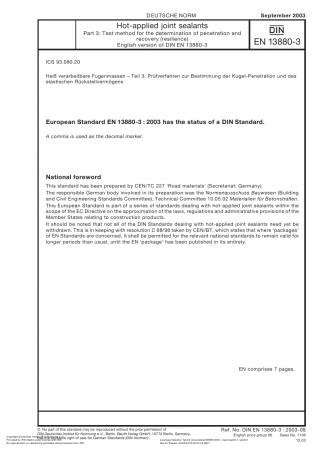 DEUTSCHE NORM
September 2003
Hot-applied joint sealants
Part 3: Test method for the determination of penetration and
recovery (resilience)
English version of DIN EN 13880-3
DIN
EN 13880-3
ICS 93.080.20
Heiß verarbeitbare Fugenmassen – Teil 3: Prüfverfahren zur Bestimmung der Kugel-Penetration und des
elastischen Rückstellvermögens
European Standard EN 13880-3 : 2003 has the status of a DIN Standard.
A comma is used as the decimal marker.
National foreword
This standard has been prepared by CEN/TC 227 ‘Road materials’ (Secretariat: Germany).
The responsible German body involved in its preparation was the Normenausschuss Bauwesen (Building
and Civil Engineering Standards Committee), Technical Committee 10.05.02 Materialien für Betonstraßen.
This European Standard is part of a series of standards dealing with hot-applied joint sealants within the
scope of the EC Directive on the approximation of the laws, regulations and administrative provisions of the
Member States relating to construction products.
It should be noted that not all of the DIN Standards dealing with hot-applied joint sealants need yet be
withdrawn. This is in keeping with resolution C 88/98 taken by CEN/BT, which states that where ‘packages’
of EN Standards are concerned, it shall be permitted for the relevant national standards to remain valid for
longer periods than usual, until the EN ‘package’ has been published in its entirety.
EN comprises 7 pages.
© No part of this standard may be reproduced without the prior permission of
DIN Deutsches Institut für Normung e.V., Berlin. Beuth Verlag GmbH, 10772 Berlin, Germany,
right of sale for German Standards (DIN-Normen).
Ref. No. DIN EN 13880-3 : 2003-09
English price group 08 Sales No. 1108
12.03